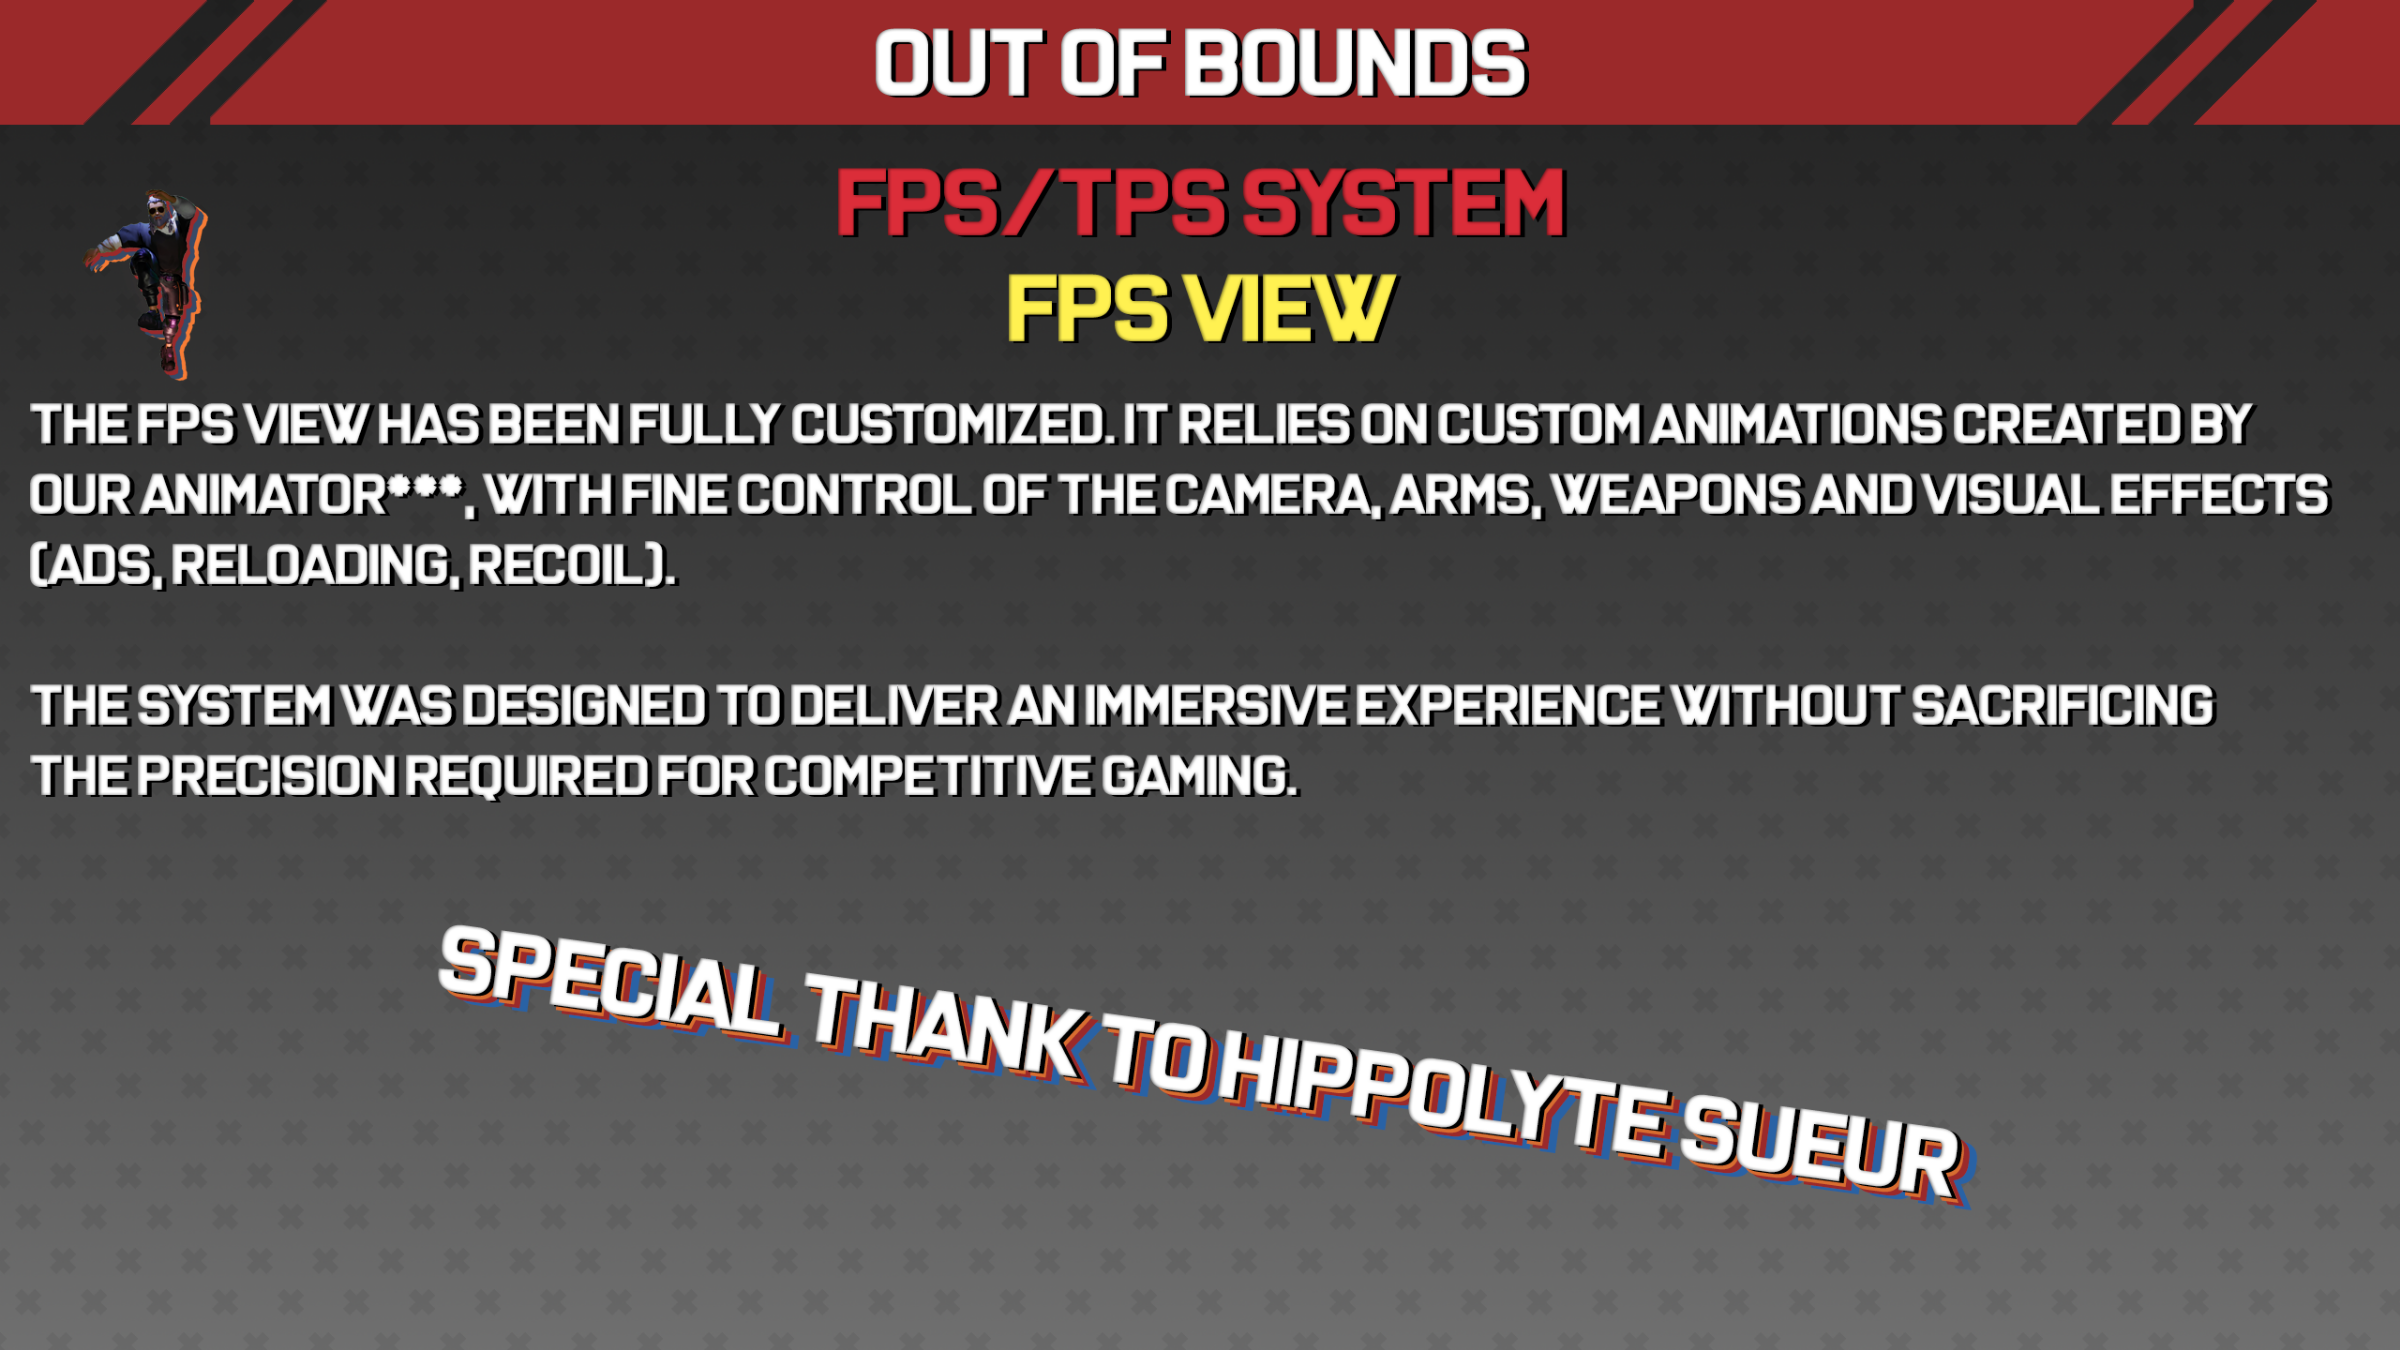 OUT OF BOUNDS
FPS/TPS SYSTEM
FPS VIEW
THE FPS VIEW HAS BEEN FULLY CUSTOMIZED. IT RELIES ON CUSTOM ANIMATIONS CREATED BY
OUR ANIMATOR***, WITH FINE CONTROL OF THE CAMERA, ARMS, WEAPONS AND VISUAL EFFECTS
(ADS, RELOADING, RECOIL).
THE SYSTEM WAS DESIGNED TO DELIVER AN IMMERSIVE EXPERIENCE WITHOUT SACRIFICING
THE PRECISION REQUIRED FOR COMPETITIVE GAMING.
SPECIAL THANK TO HIPPOLYTE SUEUR